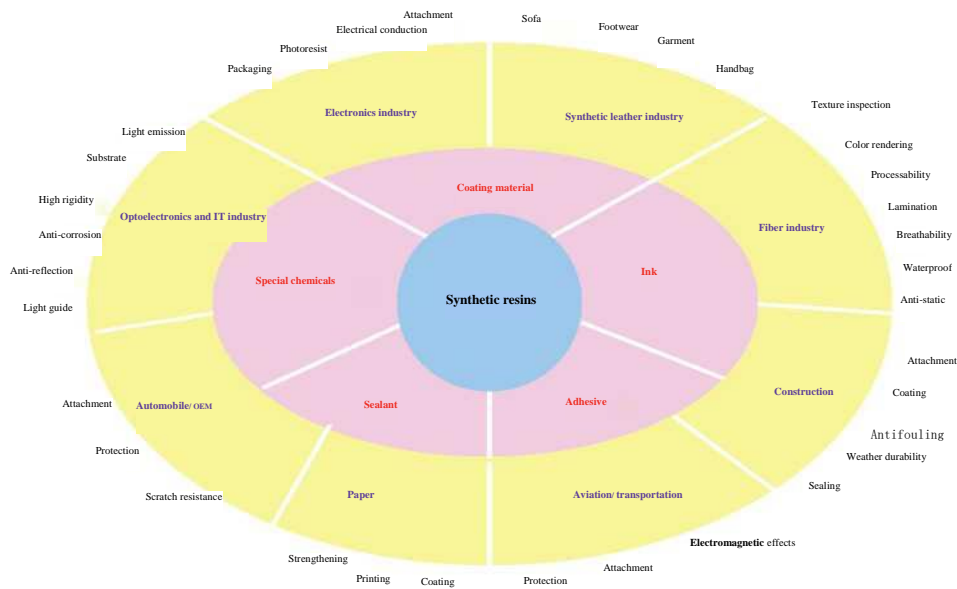 Attachment
Sofa
Electrical conduction
Footwear
Photoresist
Garment
Packaging
Handbag
Texture inspection
Electronics industry
Synthetic leather industry
Light emission
Color rendering
Substrate
Processability
Coating material
High rigidity
Lamination
Optoelectronics and IT industry
Fiber industry
Anti-corrosion
Breathability
Anti-reflection
Ink
Waterproof
Special chemicals
Synthetic resins
Anti-static
Light guide
Attachment
Construction
Coating
Attachment
Automobile/ OEM
Sealant
Adhesive
Antifouling
Protection
Weather durability
Sealing
Scratch resistance
Paper
Aviation/ transportation
Electromagnetic effects
Strengthening
Attachment
Printing
Coating
Protection